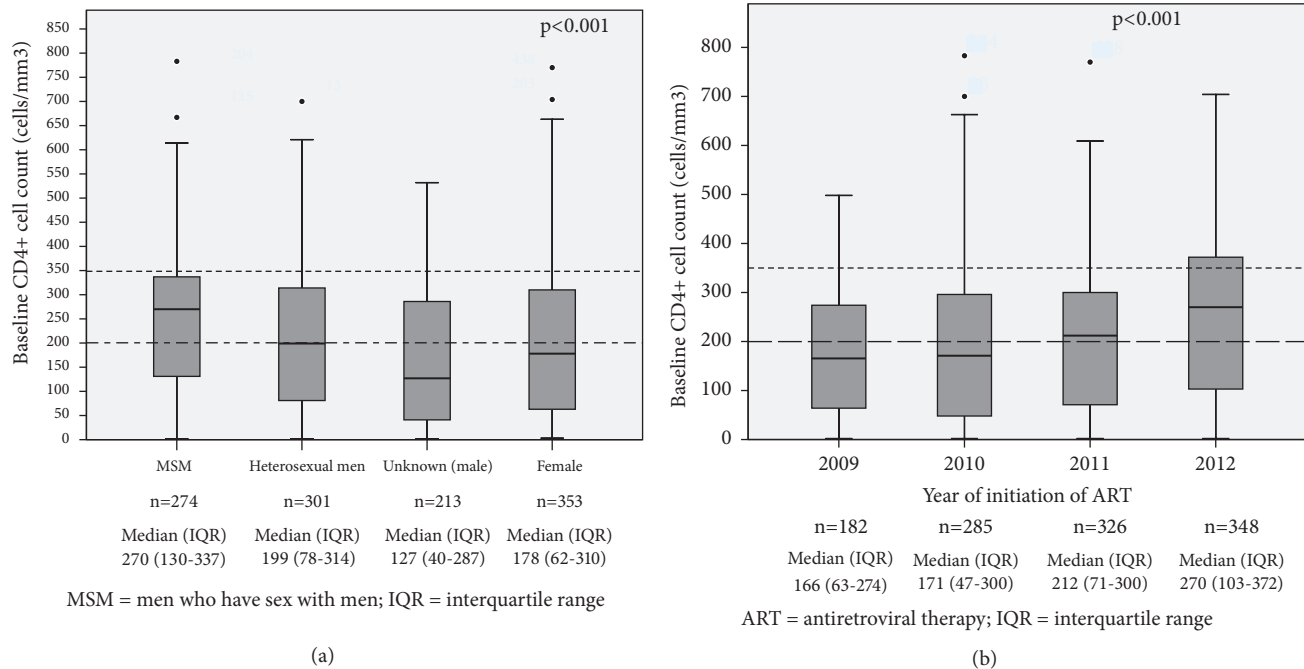 p<0.001
Baseline CD4+ cell count (cells/mm3)
850
800
750
700
650
600
550
500
450
400
350
300
250
200
150
100
50
0
MSM Heterosexual men Unknown (male) Female
n=274 n=301 n=213 n=353
Median (IQR) Median (IQR) Median (IQR) Median (IQR)
270 (130-337) 199 (78-314) 127 (40-287) 178 (62-310)
MSM = men who have sex with men; IQR = interquartile range
(a)
p<0.001
Baseline CD4+ cell count (cells/mm3)
800
700
600
500
400
300
200
100
0
2009 2010 2011 2012
Year of initiation of ART
n=182 n=285 n=326 n=348
Median (IQR) Median (IQR) Median (IQR) Median (IQR)
166 (63-274) 171 (47-300) 212 (71-300) 270 (103-372)
ART = antiretroviral therapy; IQR = interquartile range
(b)